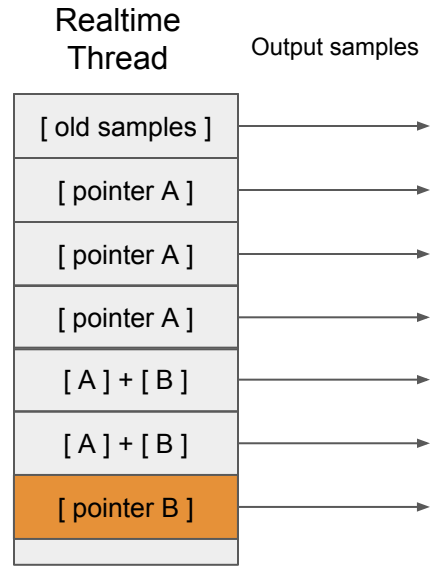 Realtime
Thread
Output samples
[ old samples ]
[ pointer A ]
[ pointer A ]
[ pointer A ]
[ A ] + [ B ]
[ A ] + [ B ]
[ pointer B ]